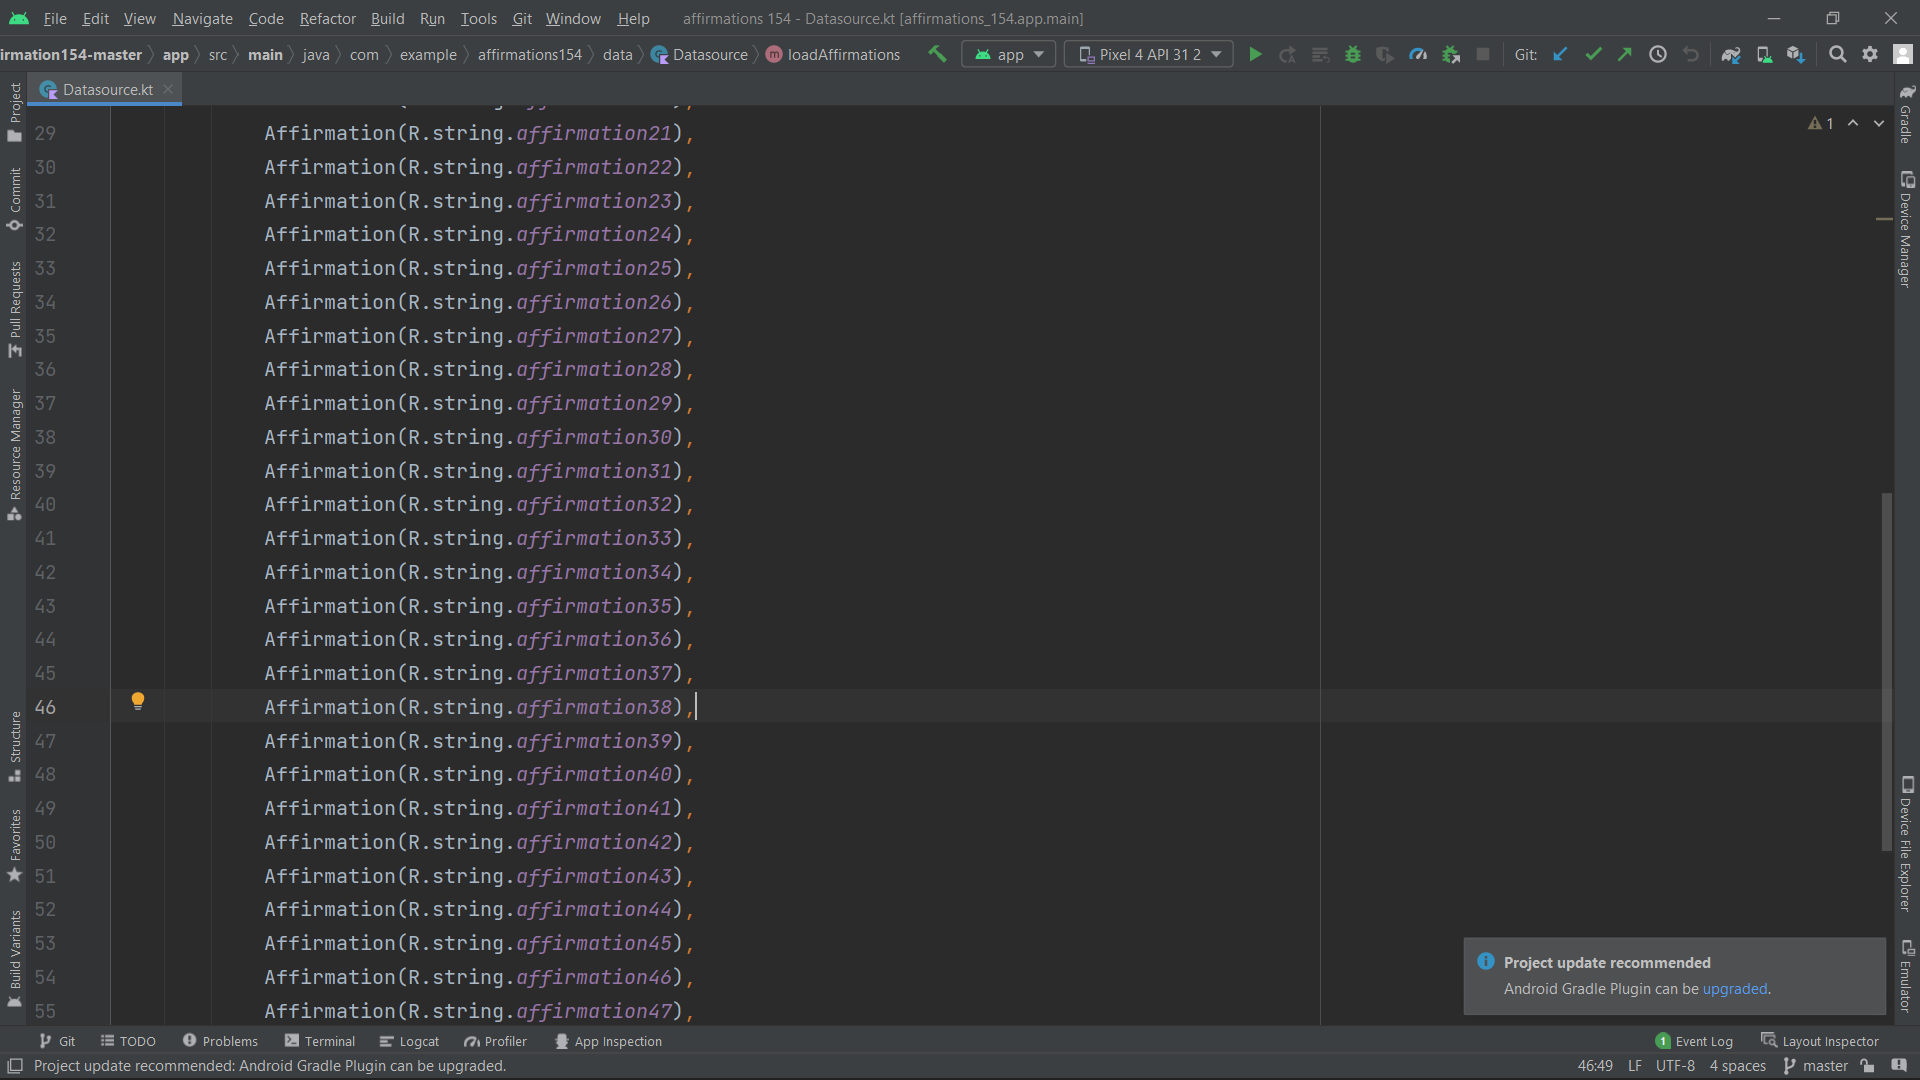 File Edit View Navigate Code Refactor Build Run Tools Git Window Help affirmations 154 - Datasource.kt [affirmations_154.app.main]
irmation154-master app src main java com example affirmations154 data Datasource loadAffirmations app Pixel 4 API 31 2 Git:
Datasource.kt
1
29 Affirmation(R.string.affirmation21),
30 Affirmation(R.string.affirmation22),
31 Affirmation(R.string.affirmation23),
32 Affirmation(R.string.affirmation24),
33 Affirmation(R.string.affirmation25),
34 Affirmation(R.string.affirmation26),
35 Affirmation(R.string.affirmation27),
36 Affirmation(R.string.affirmation28),
37 Affirmation(R.string.affirmation29),
38 Affirmation(R.string.affirmation30),
39 Affirmation(R.string.affirmation31),
40 Affirmation(R.string.affirmation32),
41 Affirmation(R.string.affirmation33),
42 Affirmation(R.string.affirmation34),
43 Affirmation(R.string.affirmation35),
44 Affirmation(R.string.affirmation36),
45 Affirmation(R.string.affirmation37),
46 Affirmation(R.string.affirmation38),
47 Affirmation(R.string.affirmation39),
48 Affirmation(R.string.affirmation40),
49 Affirmation(R.string.affirmation41),
50 Affirmation(R.string.affirmation42),
51 Affirmation(R.string.affirmation43),
52 Affirmation(R.string.affirmation44),
53 Affirmation(R.string.affirmation45),
54 Affirmation(R.string.affirmation46),
55 Affirmation(R.string.affirmation47),
Project
Commit
Pull Requests
Resource Manager
Structure
Favorites
Build Variants
Gradle
Device Manager
Device File Explorer
Emulator
Project update recommended
Android Gradle Plugin can be upgraded.
Git TODO Problems Terminal Logcat Profiler App Inspection 1 Event Log Layout Inspector
Project update recommended: Android Gradle Plugin can be upgraded. 46:49 LF UTF-8 4 spaces master